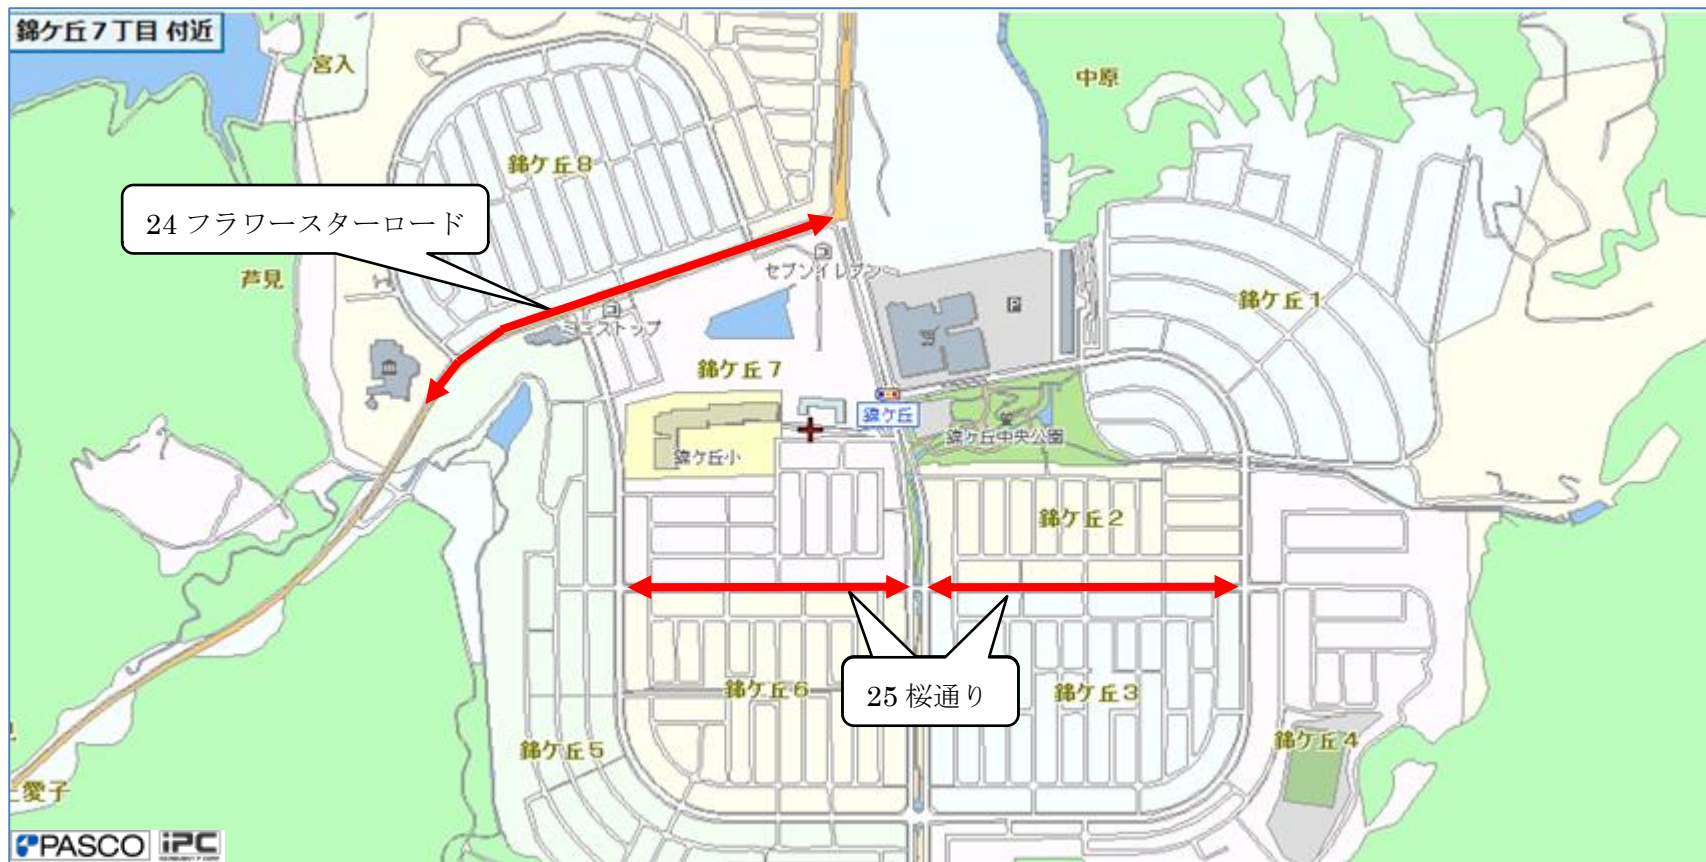 錦ケ丘７丁目 付近
宮入
中原
錦ケ丘８
24 フラワースターロード
芦見
セブンイレブン
錦ケ丘１
P
ミニストップ
錦ケ丘７
錦ケ丘
錦ケ丘中央公園
錦ケ丘小
錦ケ丘２
錦ケ丘６
25 桜通り
錦ケ丘３
錦ケ丘５
錦ケ丘４
愛子
PASCO iPC